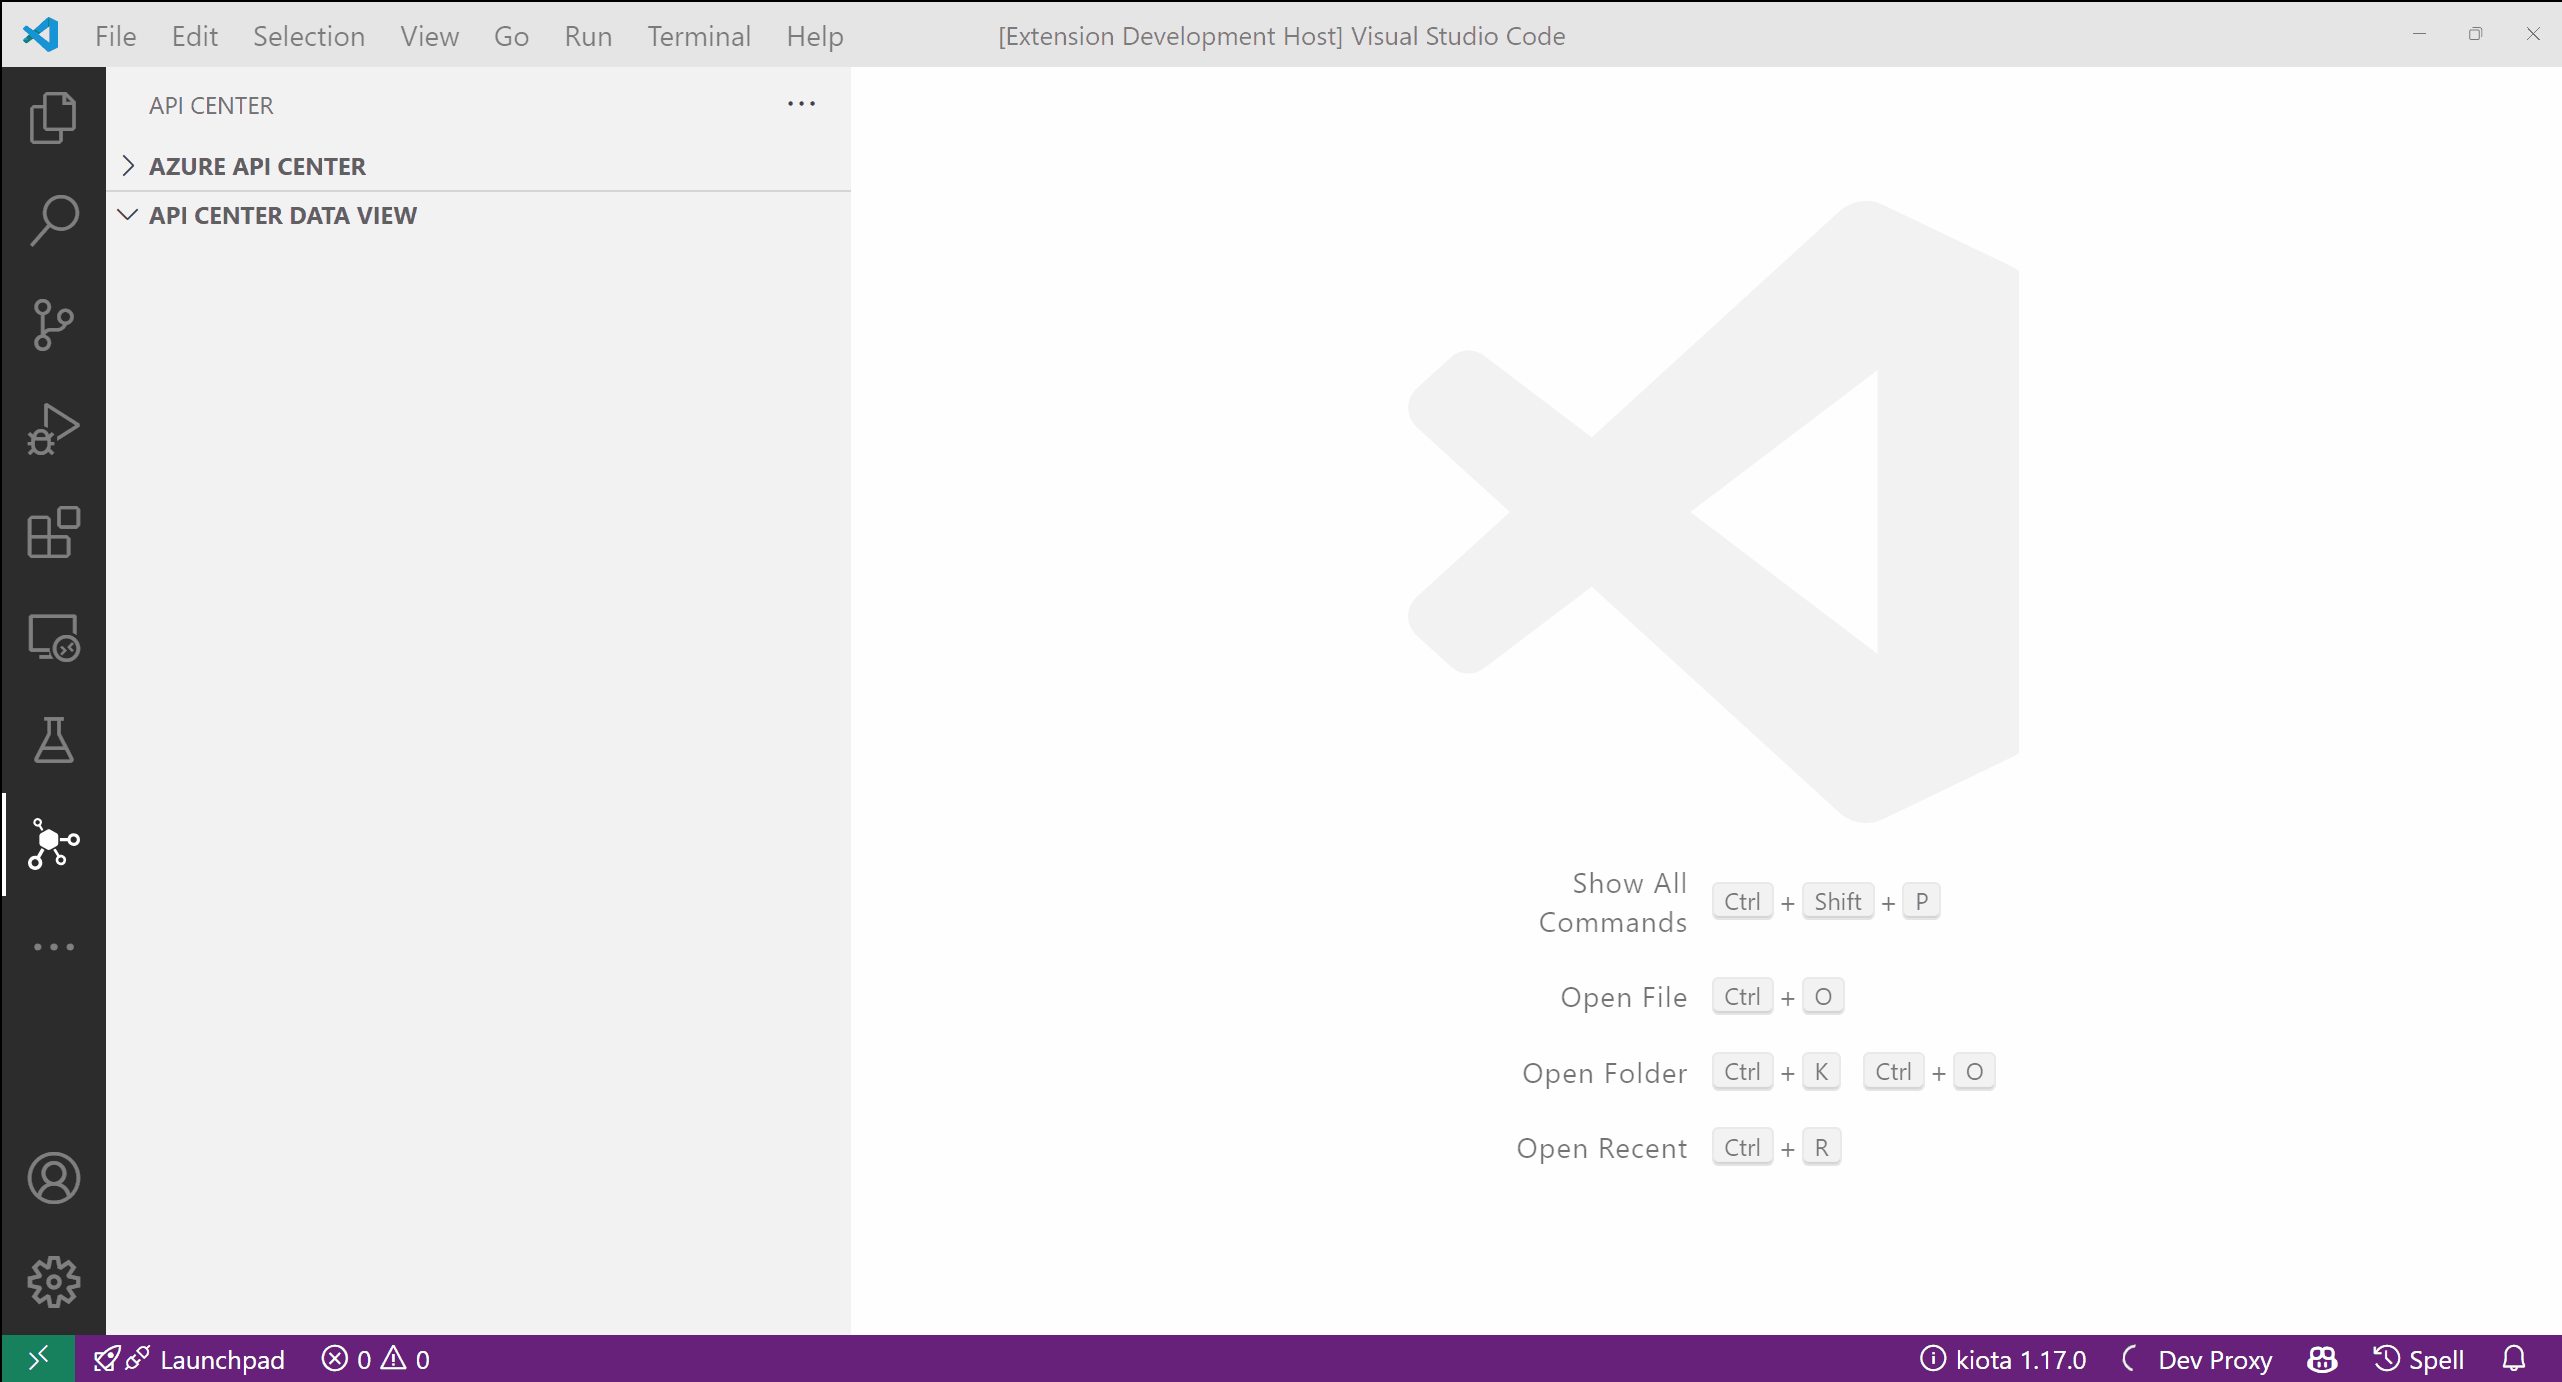 File Edit Selection View Go Run Terminal Help [Extension Development Host] Visual Studio Code
API CENTER
AZURE API CENTER
API CENTER DATA VIEW
Show All
Commands
Ctrl + Shift + P
Open File Ctrl + O
Open Folder Ctrl + K Ctrl + O
Open Recent Ctrl + R
Launchpad 0 0 kiota 1.17.0 Dev Proxy Spell